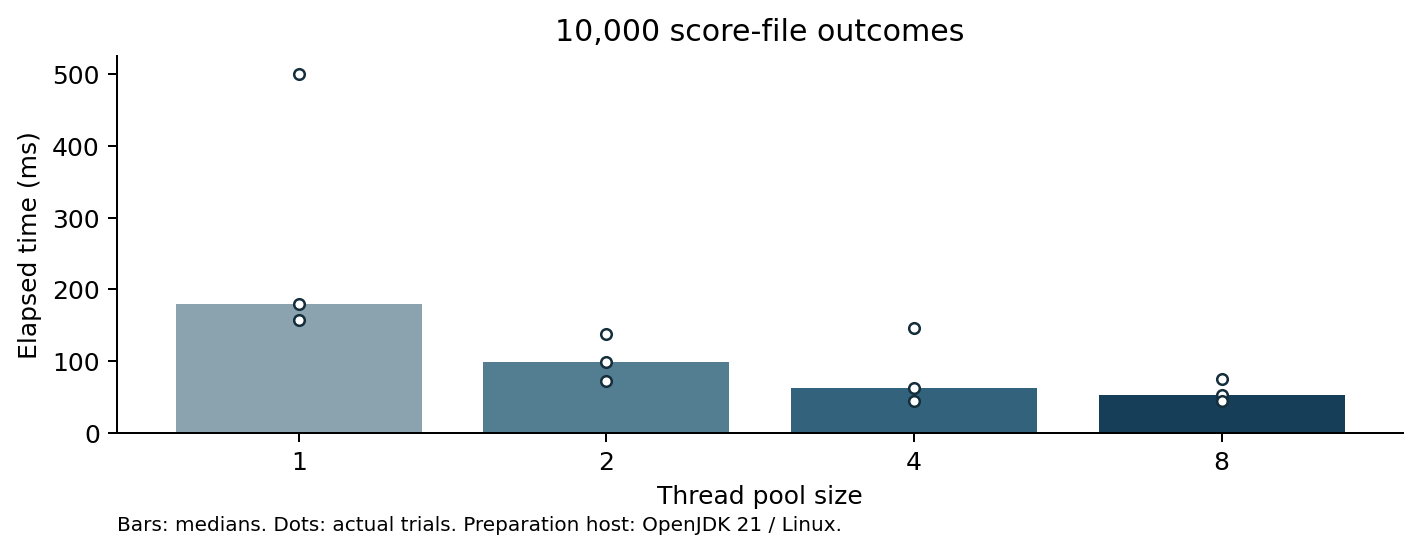 10,000 score-file outcomes
Elapsed time (ms)
500
400
300
200
100
0
1 2 4 8
Thread pool size
Bars: medians. Dots: actual trials. Preparation host: OpenJDK 21 / Linux.